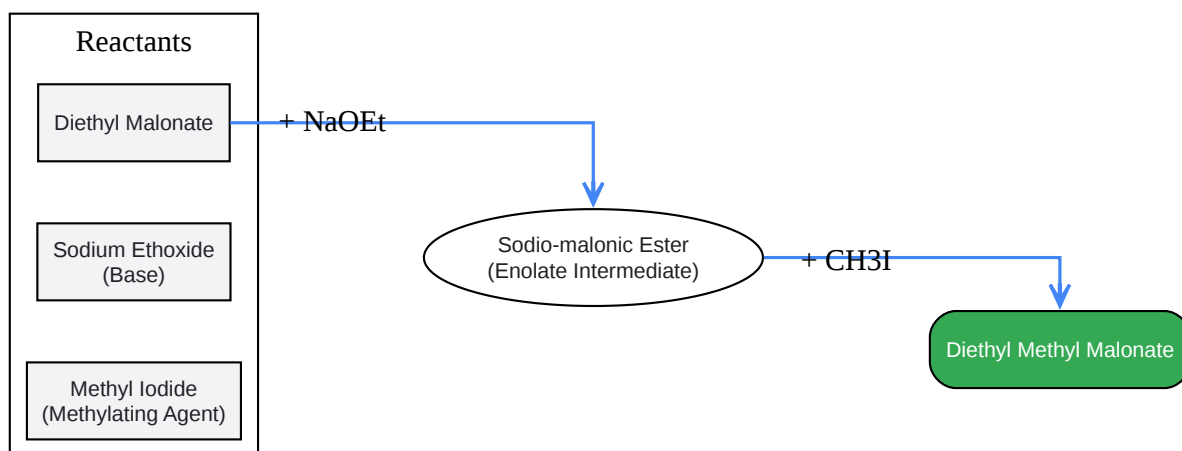 Reactants
Diethyl Malonate
+ NaOEt
Sodium Ethoxide
(Base)
Sodio-malonic Ester
(Enolate Intermediate)
+ CH3I
Diethyl Methyl Malonate
Methyl Iodide
(Methylating Agent)